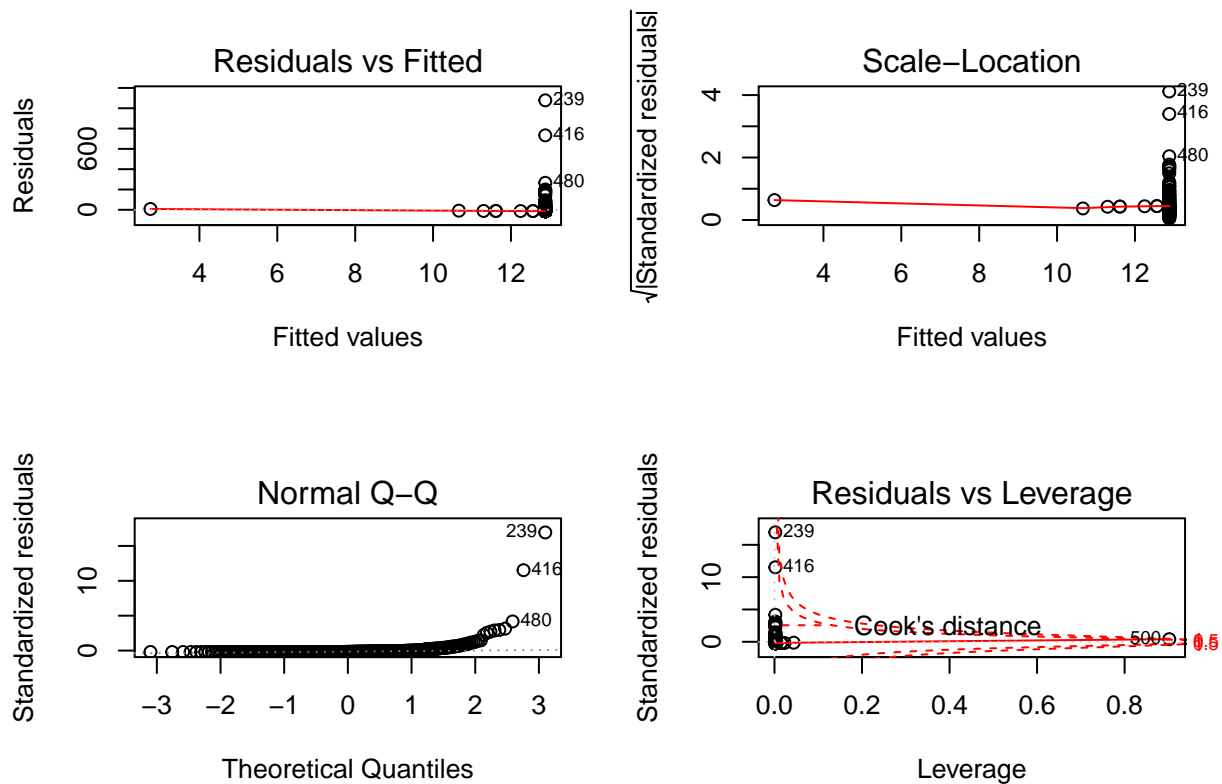 Residuals vs Fitted
Residuals
0
600
239
416
480
4 6 8 10 12
Fitted values
Scale−Location
√|Standardized residuals|
0
2
4
239
416
480
4 6 8 10 12
Fitted values
Normal Q−Q
Standardized residuals
0
10
239
416
480
−3 −2 −1 0 1 2 3
Theoretical Quantiles
Residuals vs Leverage
Standardized residuals
0
10
239
416
Cook's distance
500
0.0 0.2 0.4 0.6 0.8
Leverage